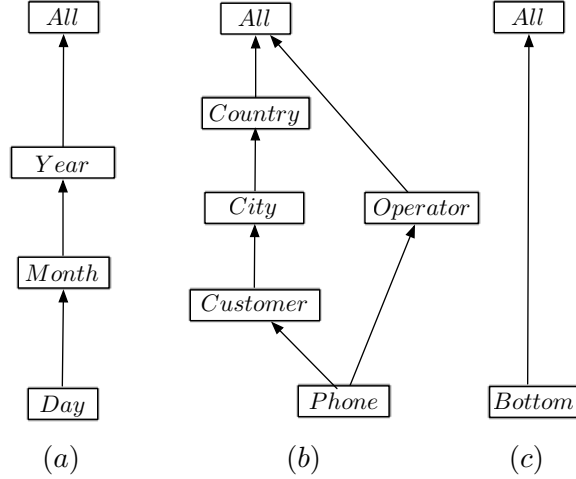 All
All
All
Country
Year
City
Operator
Month
Customer
Day
Phone
Bottom
(a)
(b)
(c)